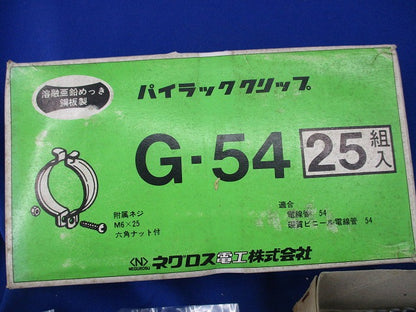 溶融亜鉛めっき
鋼板製
パイラッククリップ
G-54
25組入
附属ネジ
M6×25
六角ナット付
適合
電線管 54
硬質ビニール電線管 54
<N>
NEGUROSU
ネグロス電工株式会社